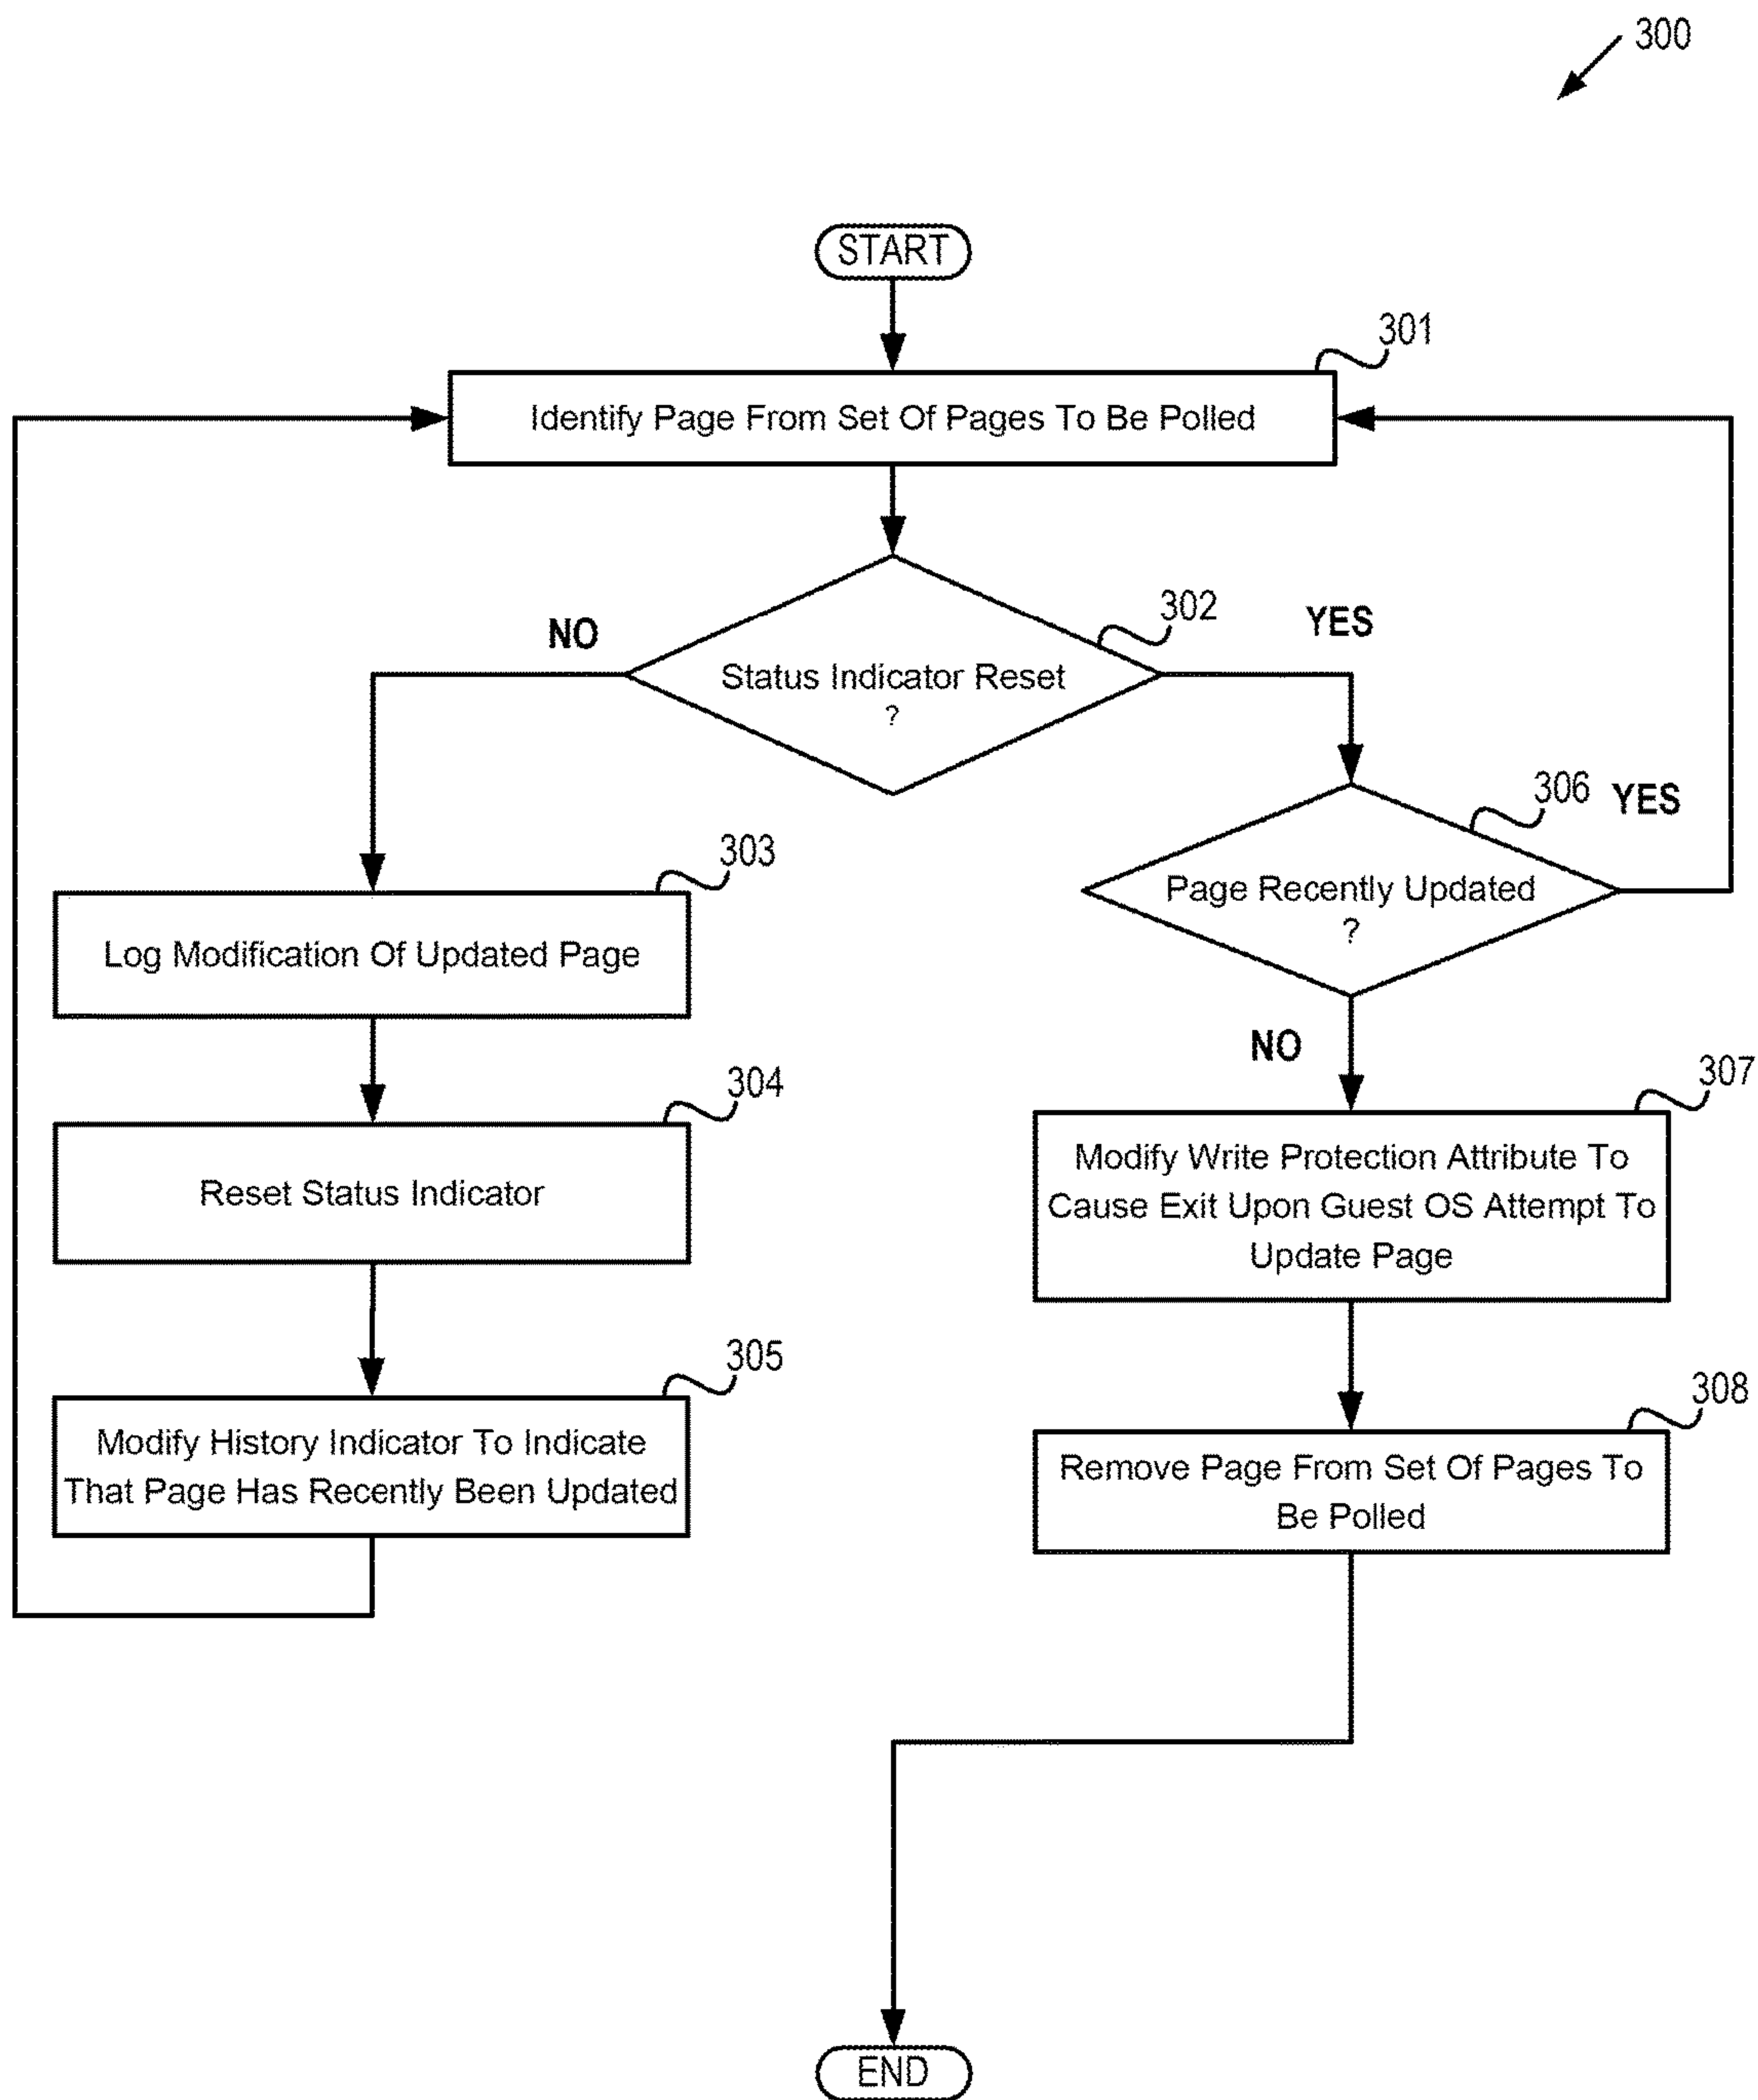 300
START
301
Identify Page From Set Of Pages To Be Polled
302
NO
YES
Status Indicator Reset
?
306
YES
Page Recently Updated
?
303
Log Modification Of Updated Page
NO
304
Reset Status Indicator
307
Modify Write Protection Attribute To
Cause Exit Upon Guest OS Attempt To
Update Page
305
Modify History Indicator To Indicate
That Page Has Recently Been Updated
308
Remove Page From Set Of Pages To
Be Polled
END